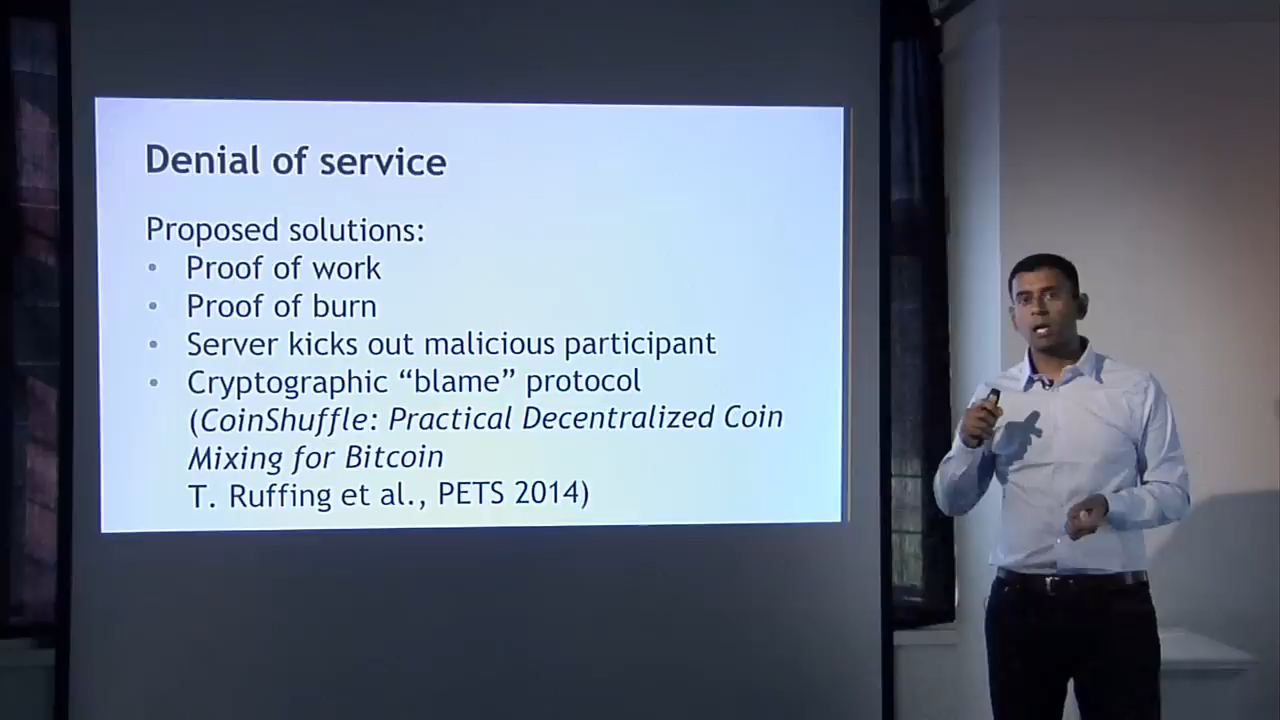 Denial of service
Proposed solutions:
• Proof of work
• Proof of burn
• Server kicks out malicious participant
• Cryptographic “blame” protocol
(CoinShuffle: Practical Decentralized Coin
Mixing for Bitcoin
T. Ruffing et al., PETS 2014)